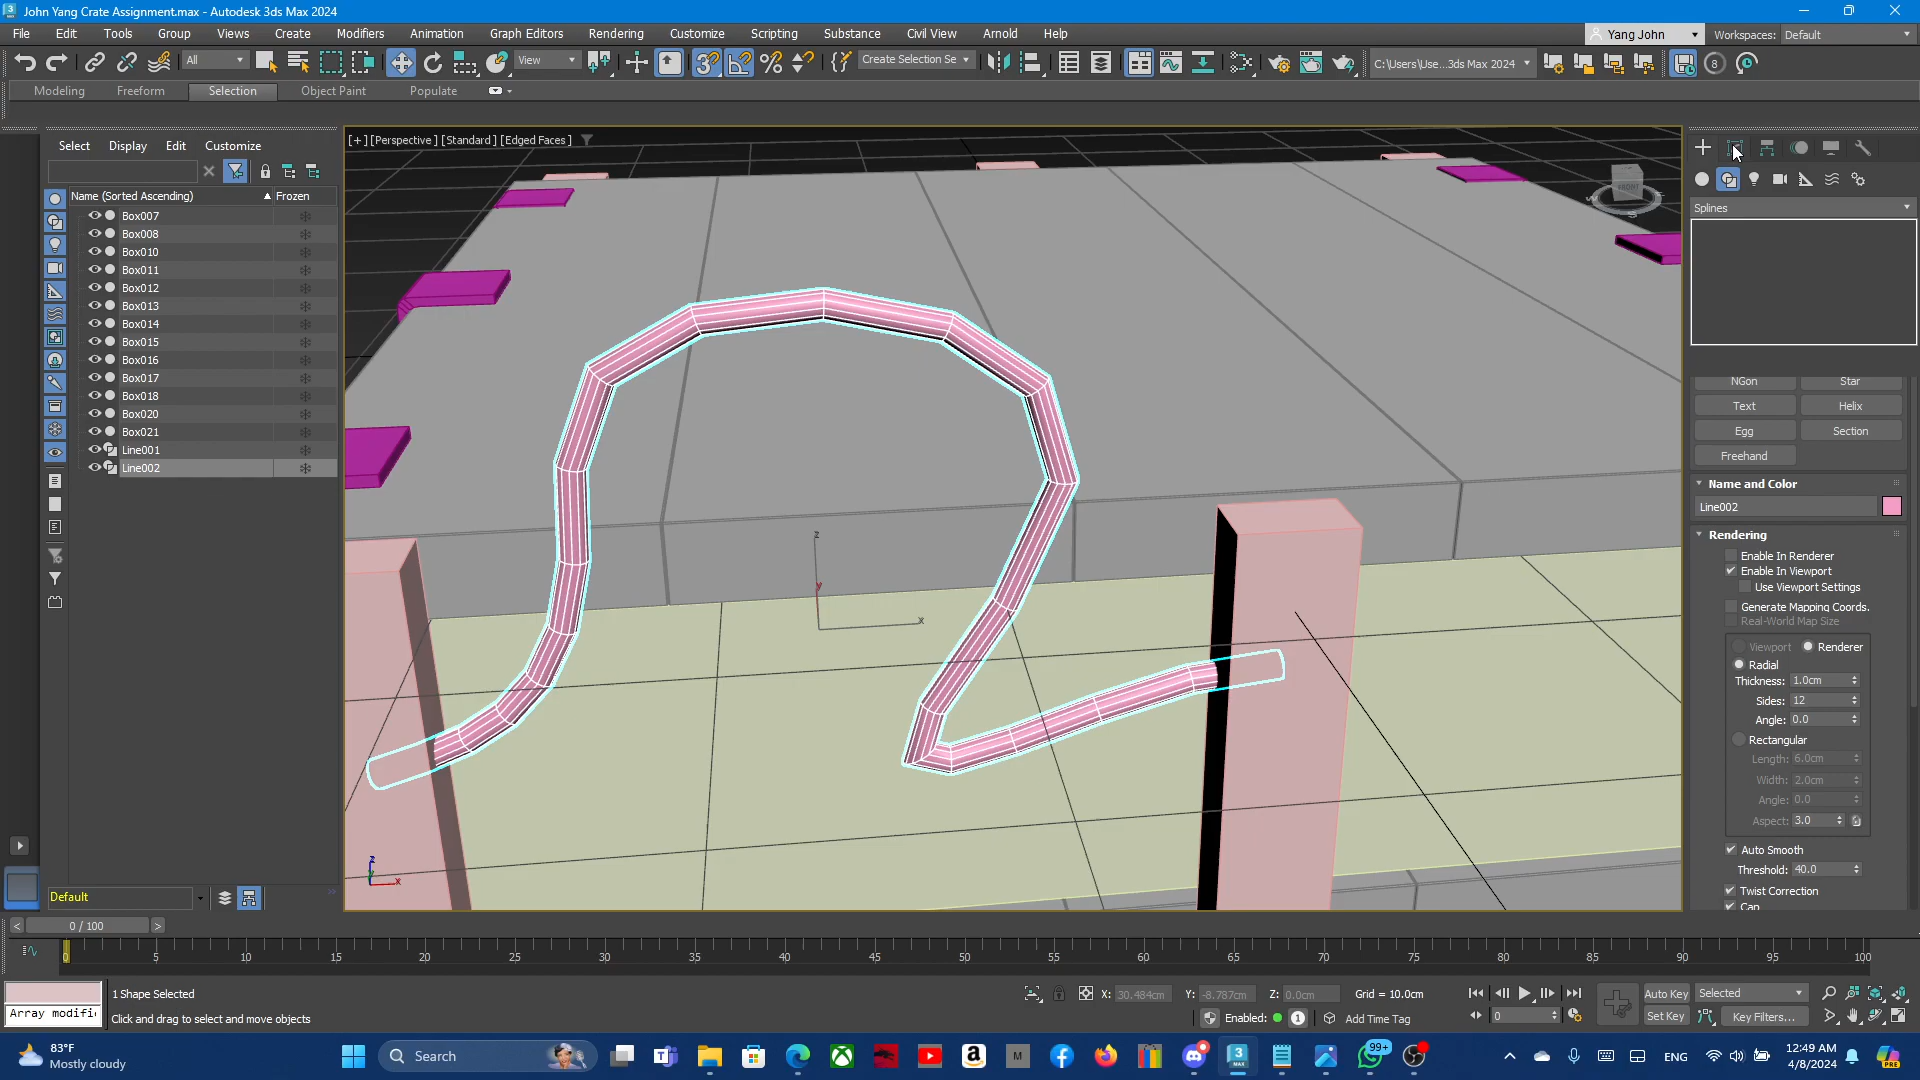 John Yang Crate Assignment.max - Autodesk 3ds Max 2024
File Edit Tools Group Views Create Modifiers Animation Graph Editors Rendering Customize Scripting Substance Civil View Arnold Help
Yang John Workspaces: Default
All View Create Selection Se C:\Users\Use...3ds Max 2024 8
Modeling Freeform Selection Object Paint Populate
Select Display Edit Customize
[+] [Perspective] [Standard] [Edged Faces]
FRONT
Name (Sorted Ascending) Frozen
Box007
Box008
Box010
Box011
Box012
Box013
Box014
Box015
Box016
Box017
Box018
Box020
Box021
Line001
Line002
z
y
x
z
x
Splines
NGon Star
Text Helix
Egg Section
Freehand
Name and Color
Line002
Rendering
Enable In Renderer
Enable In Viewport
Use Viewport Settings
Generate Mapping Coords.
Real-World Map Size
Viewport Renderer
Radial
Thickness: 1.0cm
Sides: 12
Angle: 0.0
Rectangular
Length: 6.0cm
Width: 2.0cm
Angle: 0.0
Aspect: 3.0
Auto Smooth
Threshold: 40.0
Twist Correction
Cap
Default
< 0 / 100 >
0 5 10 15 20 25 30 35 40 45 50 55 60 65 70 75 80 85 90 95 100
1 Shape Selected
X: 30.484cm Y: -8.787cm Z: 0.0cm Grid = 10.0cm
Auto Key Selected
Array modifi
Click and drag to select and move objects
Enabled: 1 Add Time Tag
0
Set Key Key Filters...
83°F
Mostly cloudy
Search
99+
ENG
12:49 AM
4/8/2024